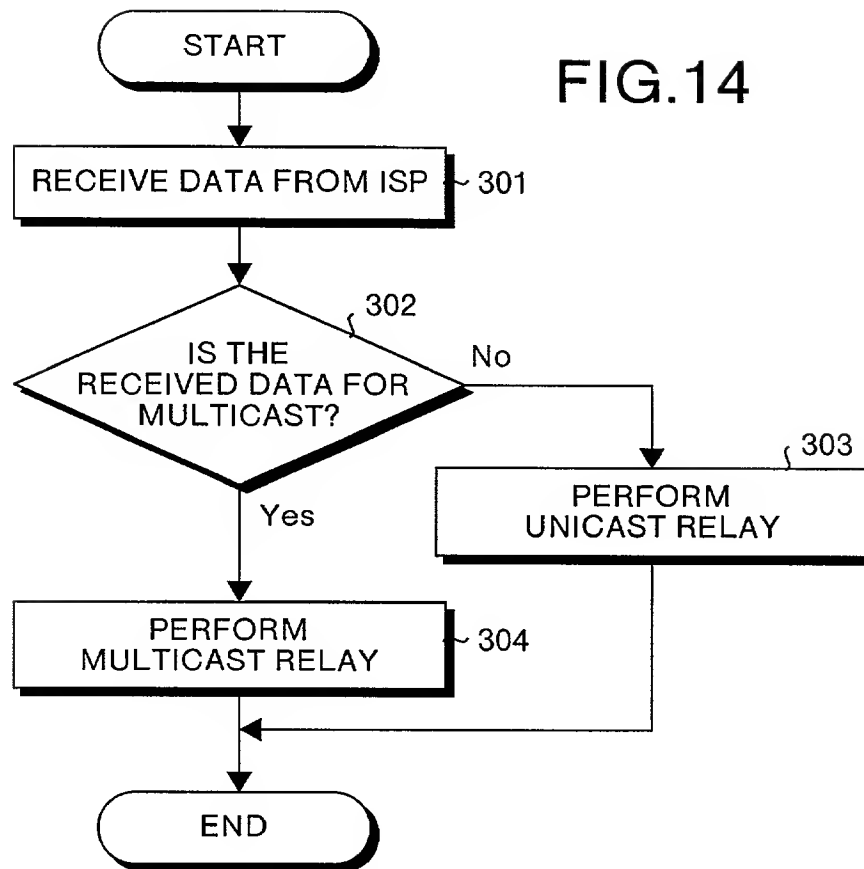 START
FIG.14
RECEIVE DATA FROM ISP
301
302
IS THE
RECEIVED DATA FOR
MULTICAST?
No
303
PERFORM
UNICAST RELAY
Yes
PERFORM
MULTICAST RELAY
304
END